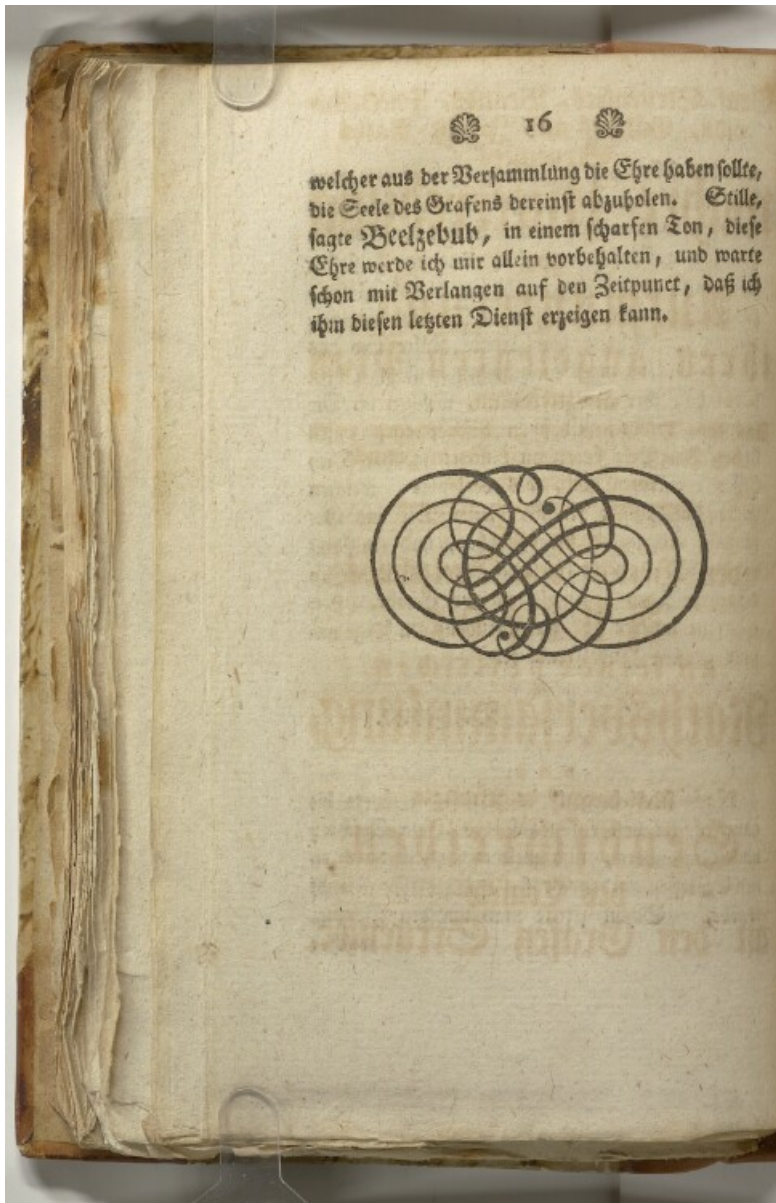 16
welcher aus der Versammlung die Ehre haben sollte,
die Seele des Grafens dereinst abzuholen. Stille,
sagte Beelzebub, in einem scharfen Ton, diese
Ehre werde ich mir allein vorbehalten, und warte
schon mit Verlangen auf den Zeitpunct, daß ich
ihm diesen letzten Dienst erzeigen kann.